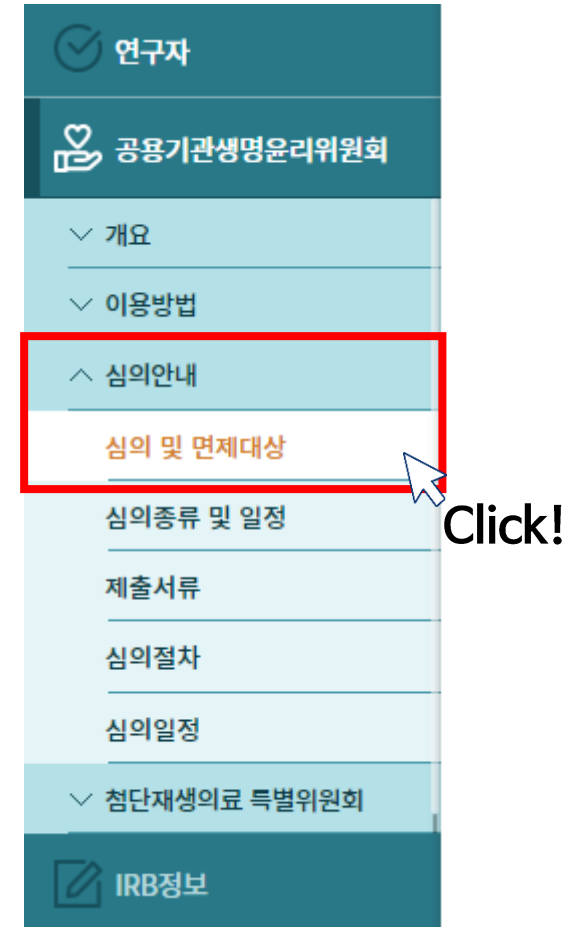 연구자
공용기관생명윤리위원회
개요
이용방법
심의안내
심의 및 면제대상
Click!
심의종류 및 일정
제출서류
심의절차
심의일정
첨단재생의료 특별위원회
IRB정보